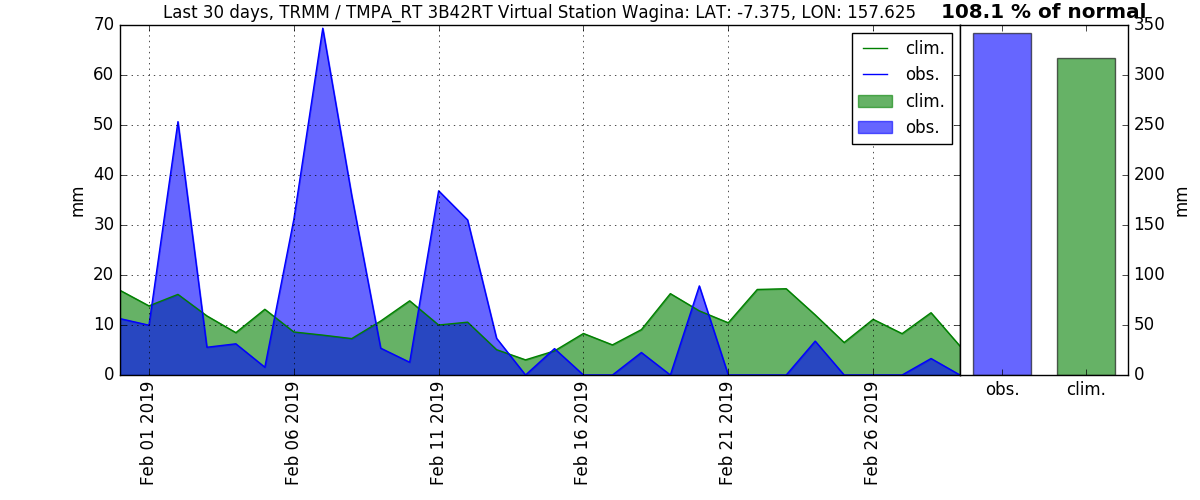 Last 30 days, TRMM / TMPA_RT 3B42RT Virtual Station Wagina: LAT: -7.375, LON: 157.625
108.1 % of normal
70
60
50
40
30
20
10
0
mm
clim.
obs.
clim.
obs.
Feb 01 2019
Feb 06 2019
Feb 11 2019
Feb 16 2019
Feb 21 2019
Feb 26 2019
350
300
250
200
150
100
50
0
mm
obs.
clim.